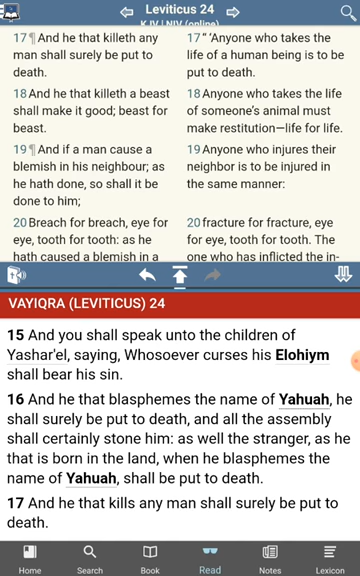 Leviticus 24
KJV | NIV (online)
17 ¶ And he that killeth any
man shall surely be put to
death.
18 And he that killeth a beast
shall make it good; beast for
beast.
19 ¶ And if a man cause a
blemish in his neighbour; as
he hath done, so shall it be
done to him;
20 Breach for breach, eye for
eye, tooth for tooth: as he
hath caused a blemish in a
17 “ ‘Anyone who takes the
life of a human being is to be
put to death.
18 Anyone who takes the life
of someone’s animal must
make restitution—life for life.
19 Anyone who injures their
neighbor is to be injured in
the same manner:
20 fracture for fracture, eye
for eye, tooth for tooth. The
one who has inflicted the in-
VAYIQRA (LEVITICUS) 24
15 And you shall speak unto the children of
Yashar'el, saying, Whosoever curses his Elohiym
shall bear his sin.
16 And he that blasphemes the name of Yahuah, he
shall surely be put to death, and all the assembly
shall certainly stone him: as well the stranger, as he
that is born in the land, when he blasphemes the
name of Yahuah, shall be put to death.
17 And he that kills any man shall surely be put to
death.
Home
Search
Book
Read
Notes
Lexicon